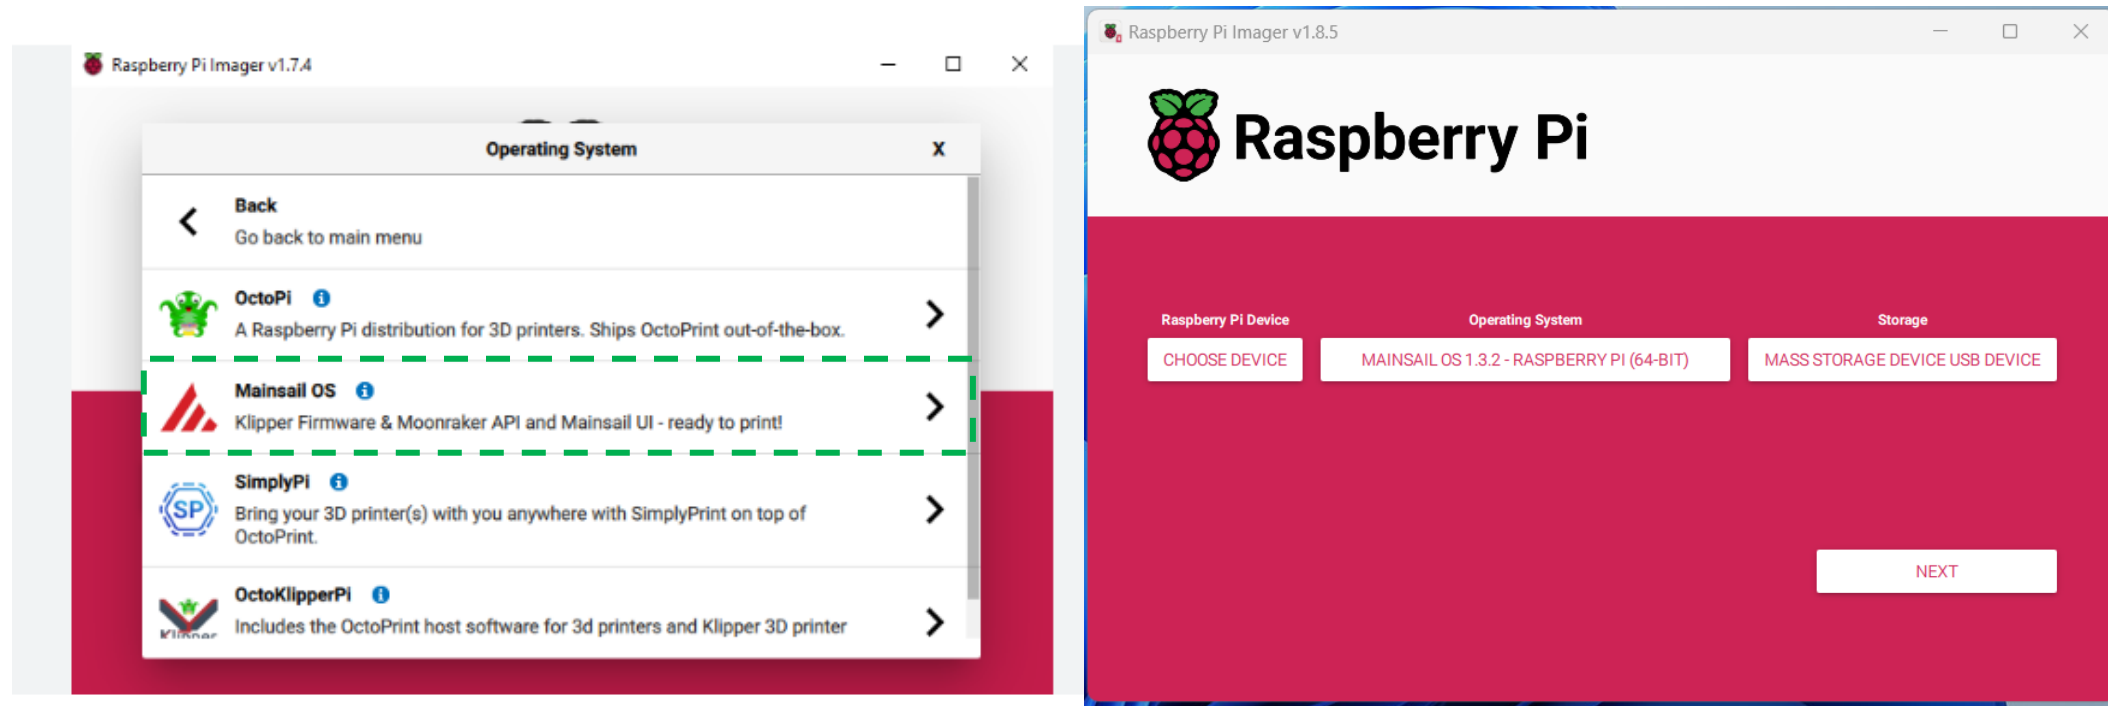 Raspberry Pi Imager v1.7.4
Operating System
X
Back
Go back to main menu
OctoPi
A Raspberry Pi distribution for 3D printers. Ships OctoPrint out-of-the-box.
Mainsail OS
Klipper Firmware & Moonraker API and Mainsail UI - ready to print!
SP
SimplyPi
Bring your 3D printer(s) with you anywhere with SimplyPrint on top of
OctoPrint.
Klipper
OctoKlipperPi
Includes the OctoPrint host software for 3d printers and Klipper 3D printer
Raspberry Pi Imager v1.8.5
Raspberry Pi
Raspberry Pi Device
Operating System
Storage
CHOOSE DEVICE
MAINSAIL OS 1.3.2 - RASPBERRY PI (64-BIT)
MASS STORAGE DEVICE USB DEVICE
NEXT